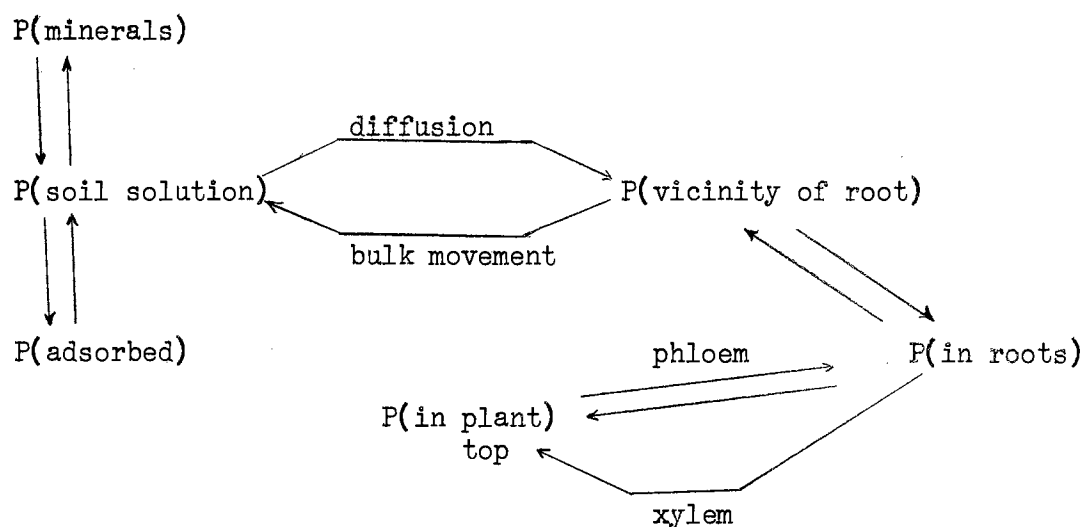 P(minerals)
diffusion
P(soil solution)
P(vicinity of root)
bulk movement
P(adsorbed)
phloem
P(in roots)
P(in plant)
top
xylem